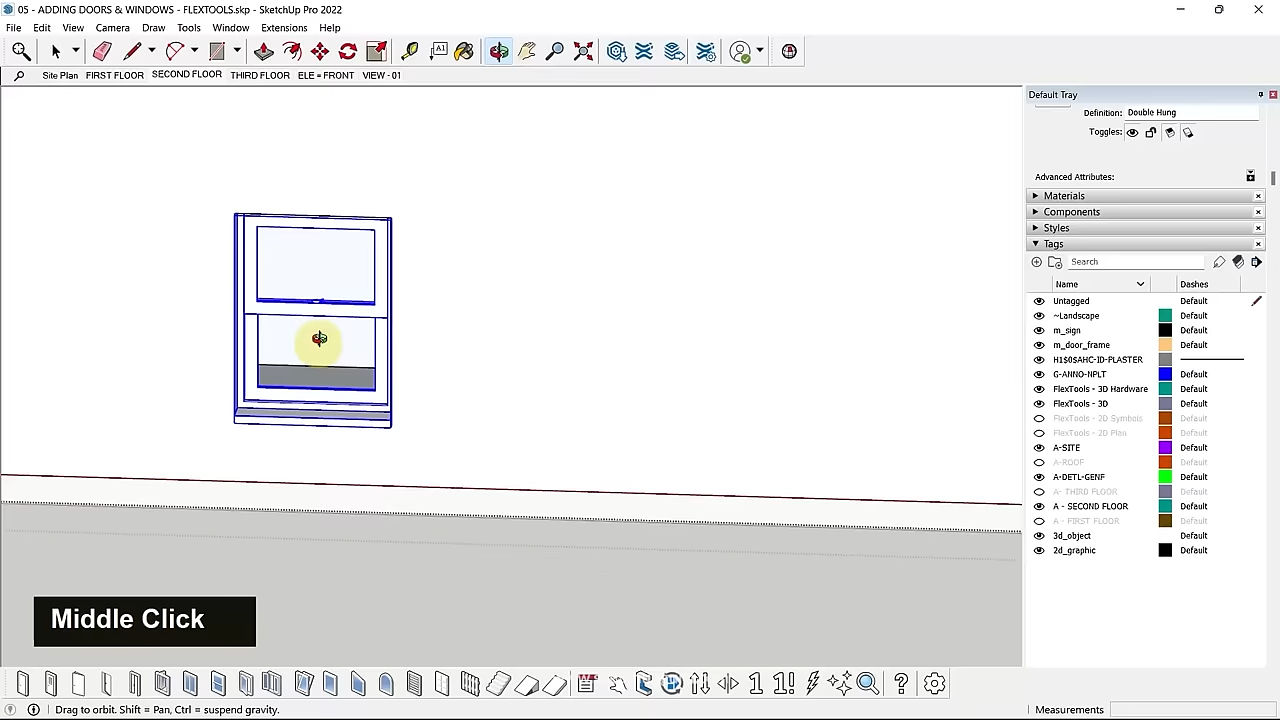 05 - ADDING DOORS & WINDOWS - FLEXTOOLS.skp - SketchUp Pro 2022
File Edit View Camera Draw Tools Window Extensions Help
Site Plan FIRST FLOOR SECOND FLOOR THIRD FLOOR ELE = FRONT VIEW - 01
Default Tray
Definition: Double Hung
Toggles:
Advanced Attributes:
Materials
Components
Styles
Tags
Search
Name Dashes
Untagged Default
~Landscape Default
m_sign Default
m_door_frame Default
H1$0$AHC-ID-PLASTER
G-ANNO-NPLT Default
FlexTools - 3D Hardware Default
FlexTools - 3D Default
FlexTools - 2D Symbols Default
FlexTools - 2D Plan Default
A-SITE Default
A-ROOF Default
A-DETL-GENF Default
A - THIRD FLOOR Default
A - SECOND FLOOR Default
A - FIRST FLOOR Default
3d_object Default
2d_graphic Default
Middle Click
1 1! ?
Drag to orbit. Shift = Pan, Ctrl = suspend gravity.
Measurements